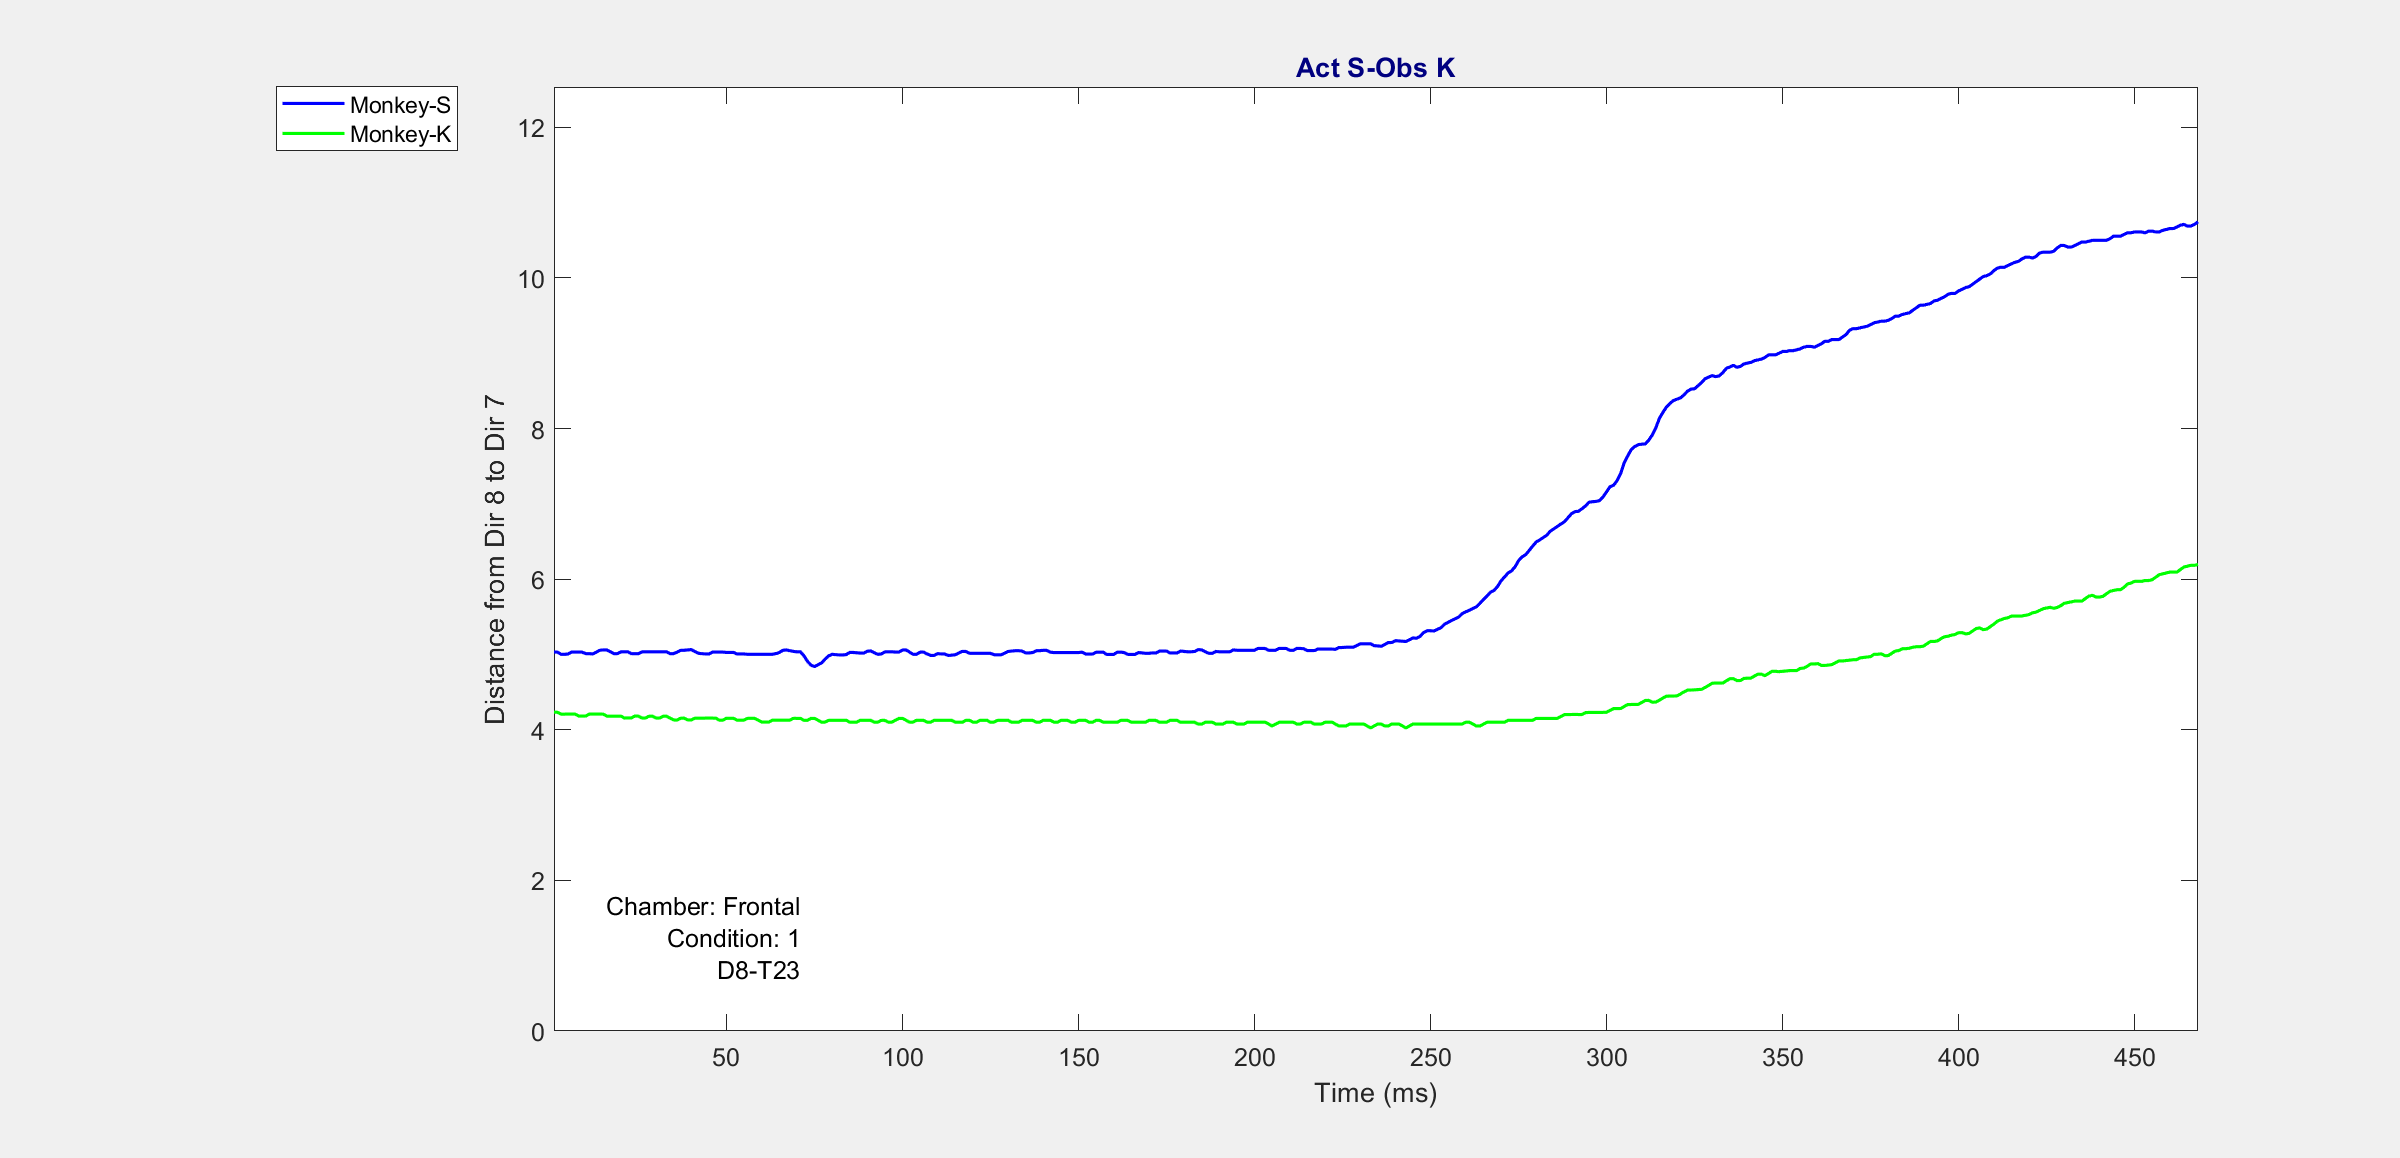 Act S-Obs K
Monkey-S
Monkey-K
Distance from Dir 8 to Dir 7
12
10
8
6
4
2
0
Chamber: Frontal
Condition: 1
D8-T23
50 100 150 200 250 300 350 400 450
Time (ms)